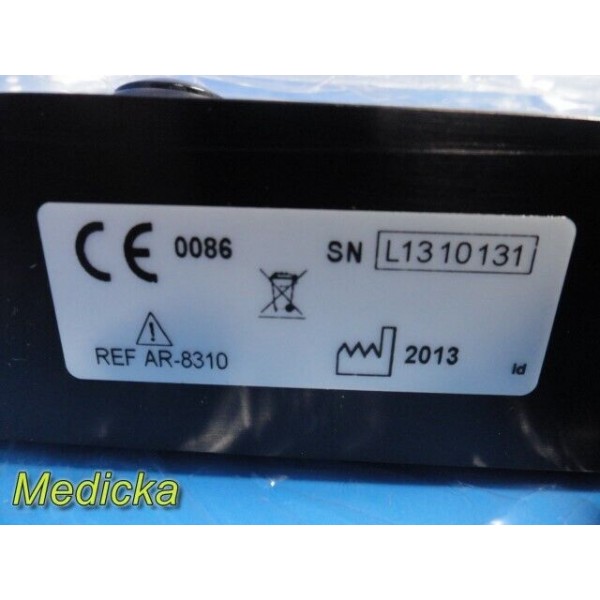 CE 0086 SN L1310131
REF AR-8310
2013
ld
Medicka